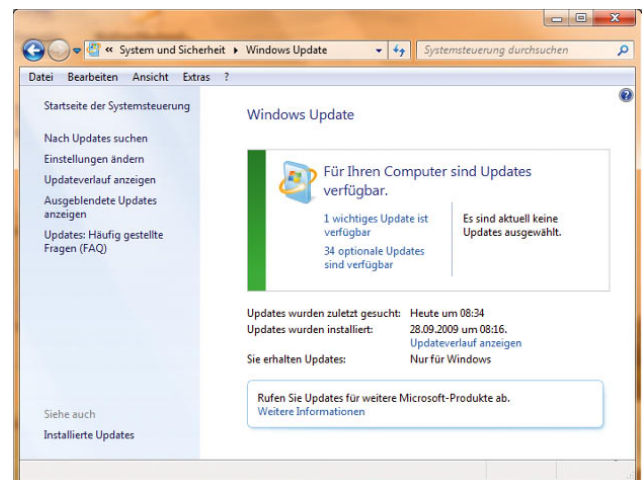 « System und Sicherheit Windows Update
Systemsteuerung durchsuchen
Datei Bearbeiten Ansicht Extras ?
Startseite der Systemsteuerung
Nach Updates suchen
Einstellungen ändern
Updateverlauf anzeigen
Ausgeblendete Updates
anzeigen
Updates: Häufig gestellte
Fragen (FAQ)
Siehe auch
Installierte Updates
Windows Update
Für Ihren Computer sind Updates
verfügbar.
1 wichtiges Update ist
verfügbar
34 optionale Updates
sind verfügbar
Es sind aktuell keine
Updates ausgewählt.
Updates wurden zuletzt gesucht: Heute um 08:34
Updates wurden installiert: 28.09.2009 um 08:16.
Updateverlauf anzeigen
Sie erhalten Updates: Nur für Windows
Rufen Sie Updates für weitere Microsoft-Produkte ab.
Weitere Informationen